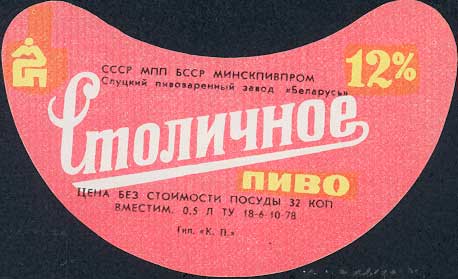 СССР МПП БССР МИНСКПИВПРОМ
Слуцкий пивоваренный завод «Беларусь»
12%
Столичное
ПИВО
ЦЕНА БЕЗ СТОИМОСТИ ПОСУДЫ 32 КОП
ВМЕСТИМ. 0,5 Л ТУ 18-6-10-78
Тип. «К. П.»